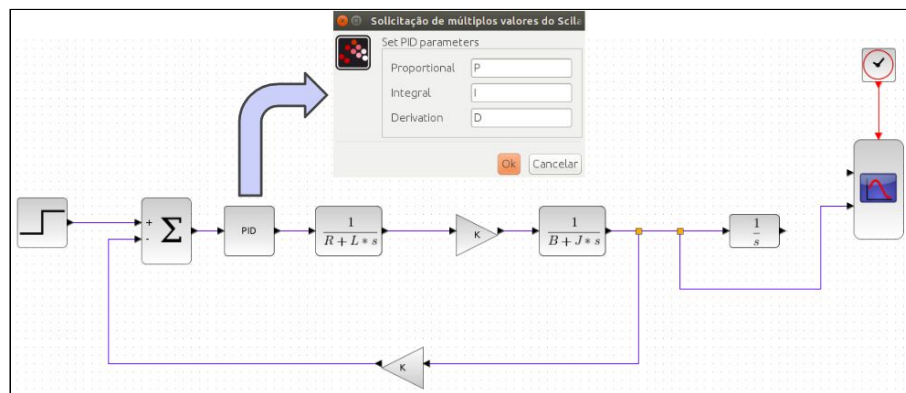 Solicitação de múltiplos valores do Scila
Set PID parameters
Proportional P
Integral I
Derivation D
Ok Cancelar
+
-
Σ
PID
1
R + L * s
K
1
B + J * s
1
s
K